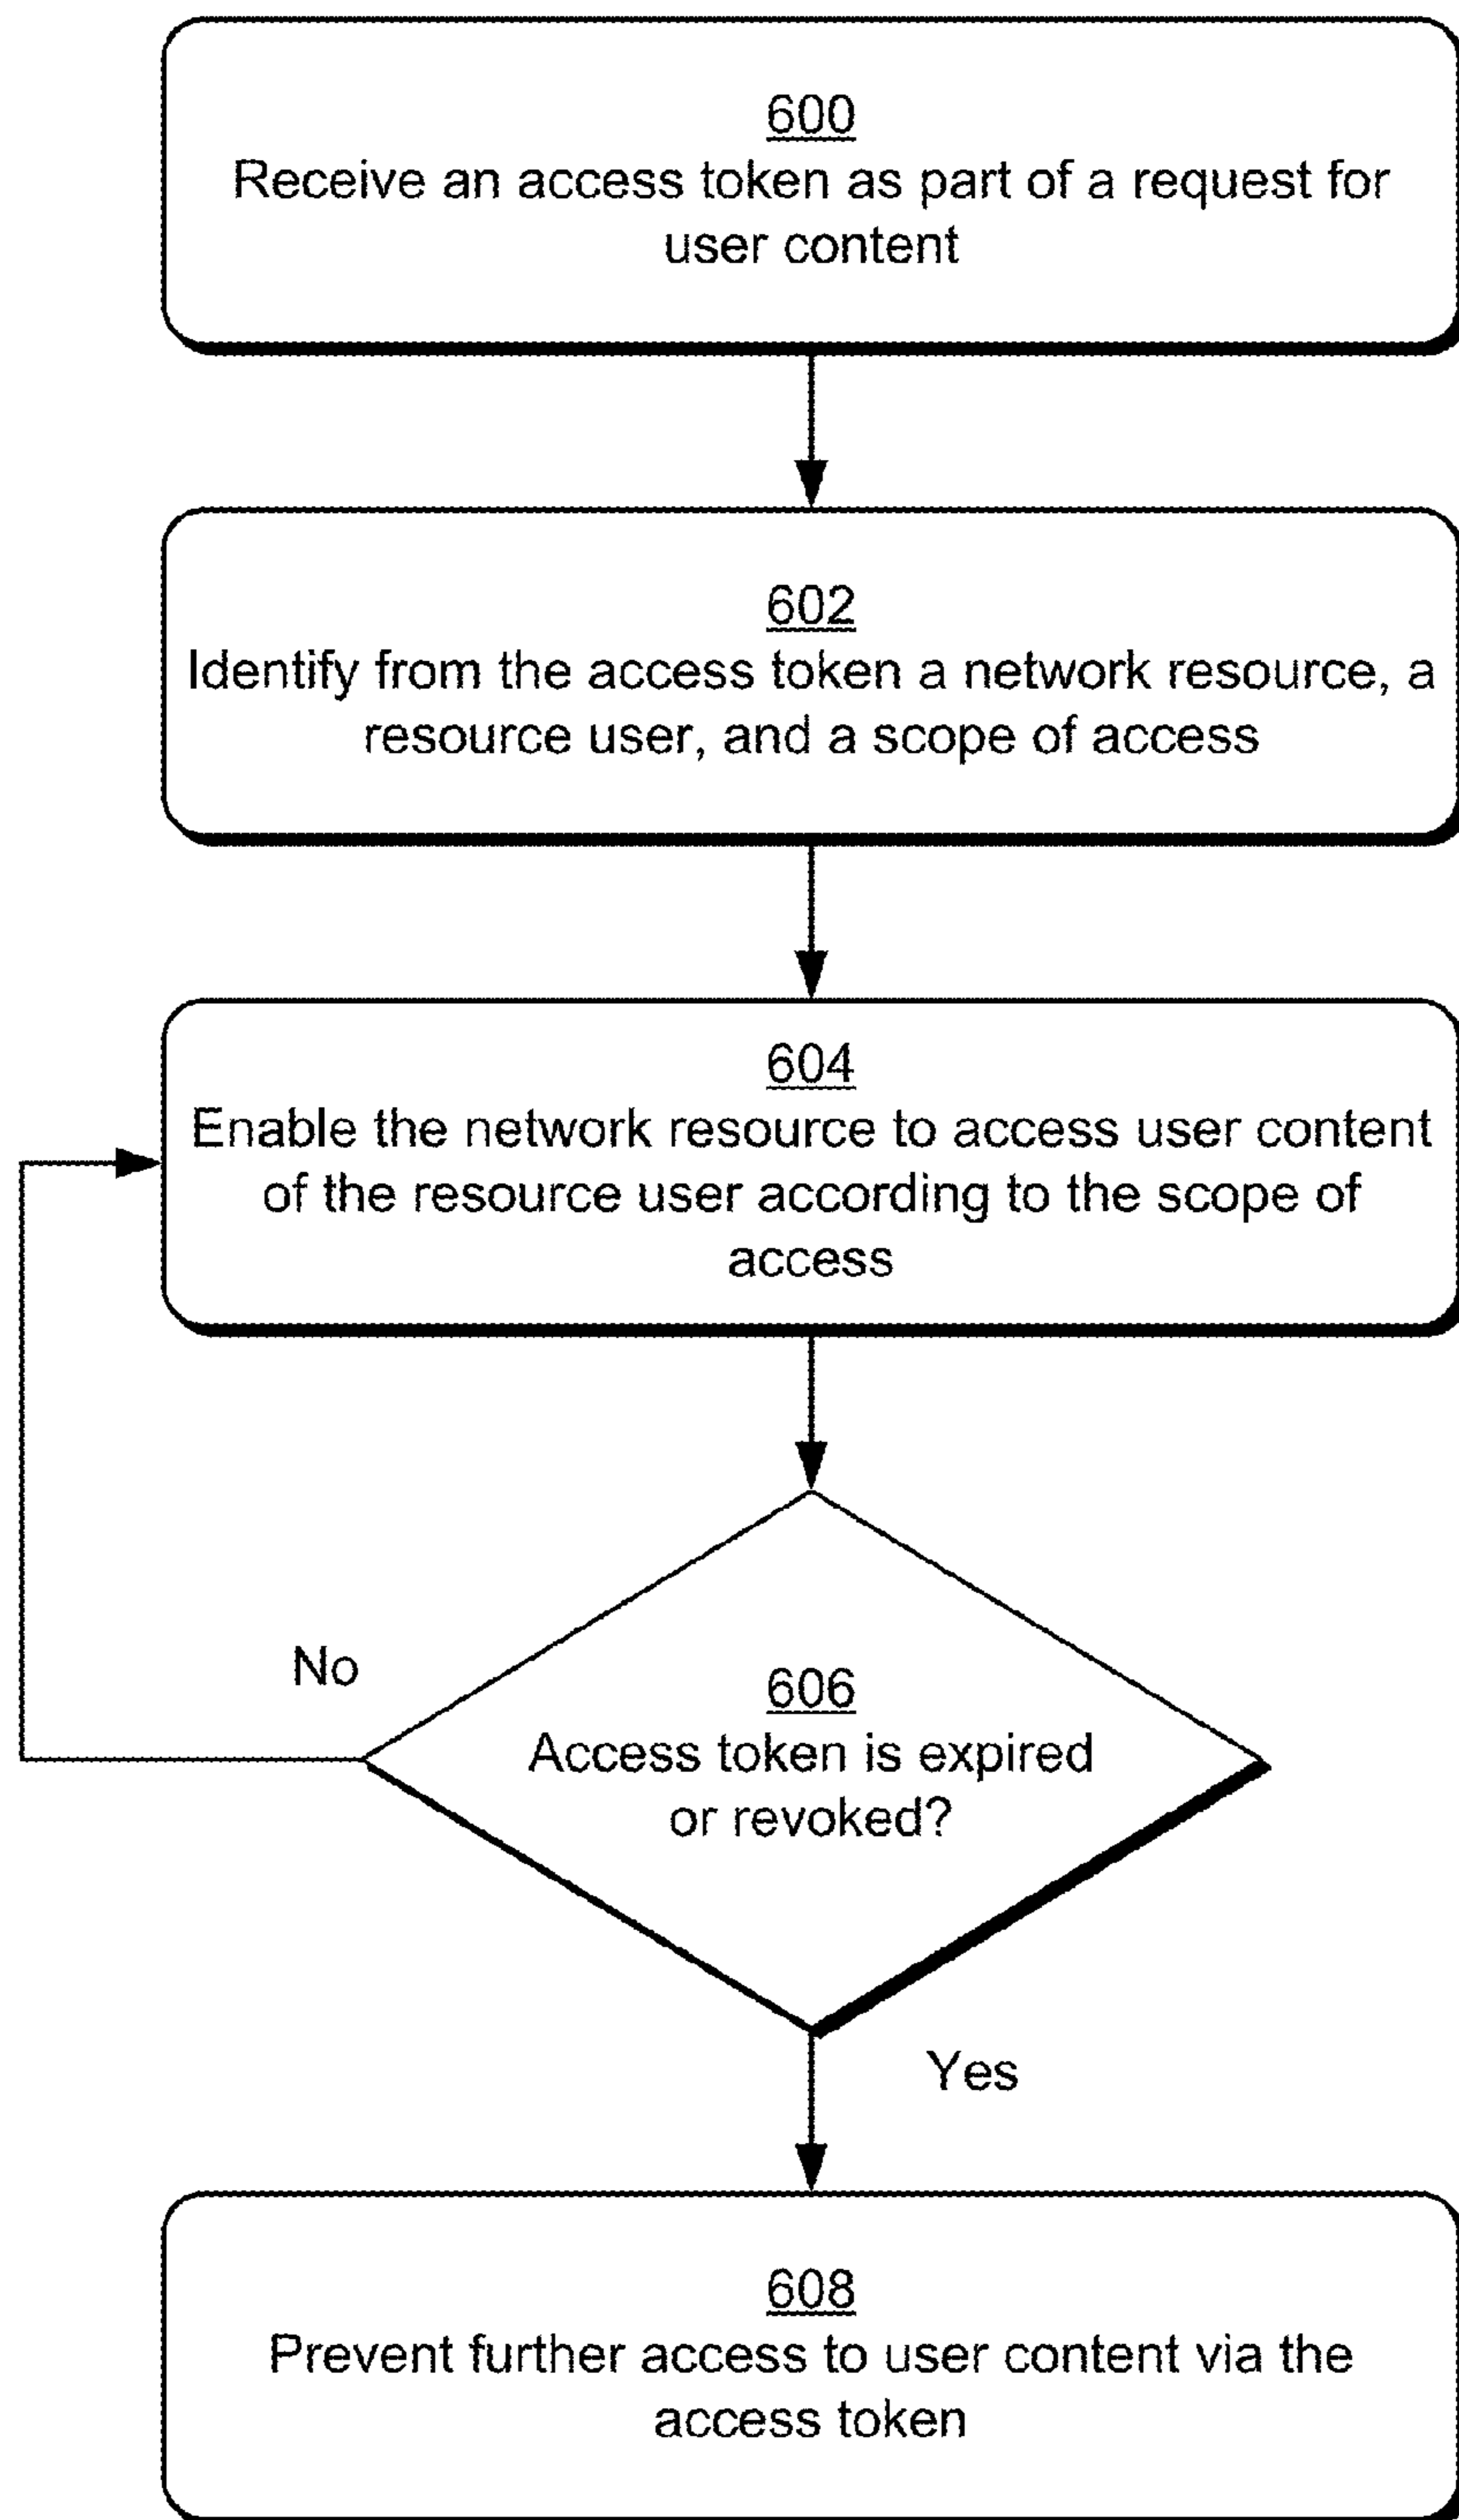 600
Receive an access token as part of a request for
user content
602
Identify from the access token a network resource, a
resource user, and a scope of access
604
Enable the network resource to access user content
of the resource user according to the scope of
access
No
606
Access token is expired
or revoked?
Yes
608
Prevent further access to user content via the
access token